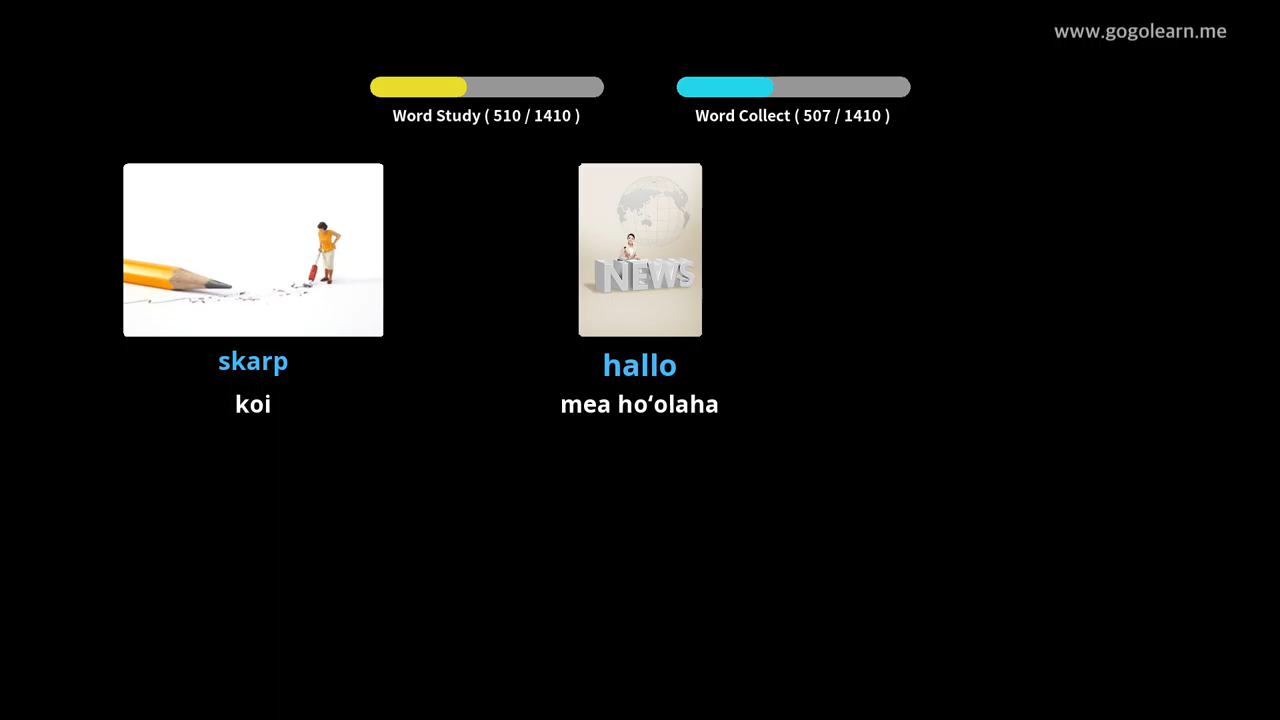 www.gogolearn.me
Word Study ( 510 / 1410 )
Word Collect ( 507 / 1410 )
NEWS
skarp
hallo
koi
mea hoʻolaha